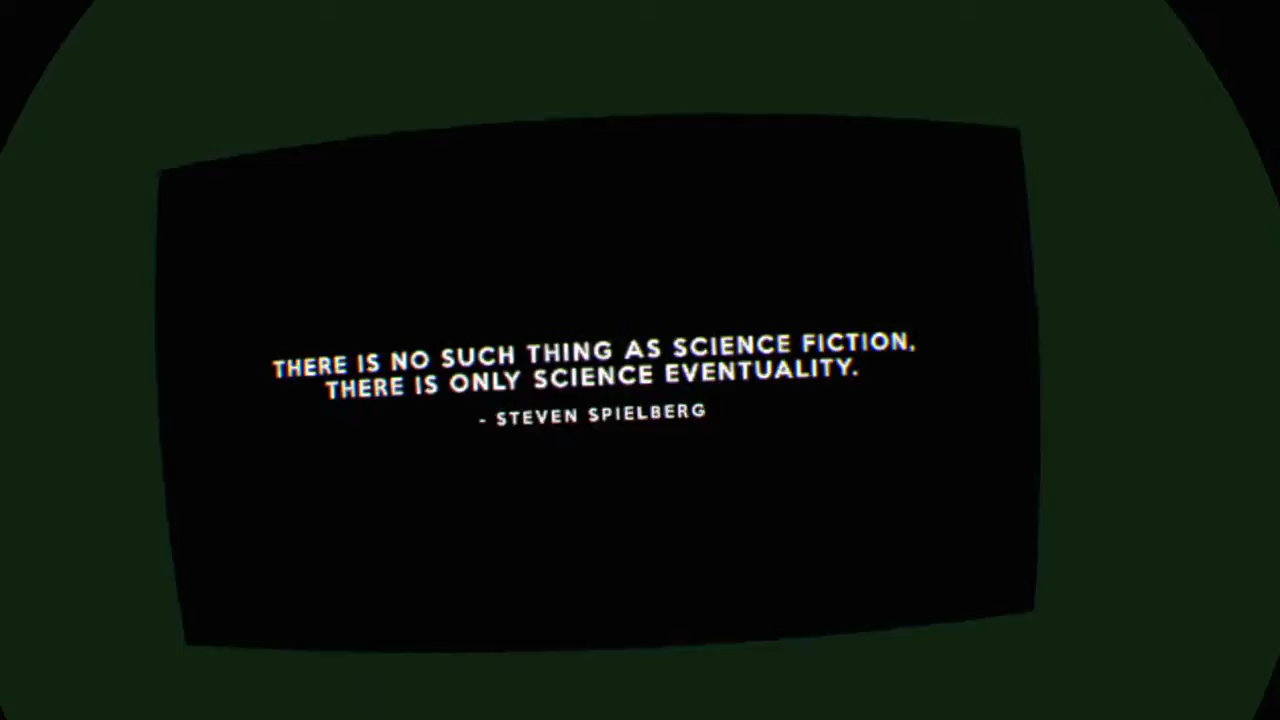 THERE IS NO SUCH THING AS SCIENCE FICTION,
THERE IS ONLY SCIENCE EVENTUALITY.
- STEVEN SPIELBERG